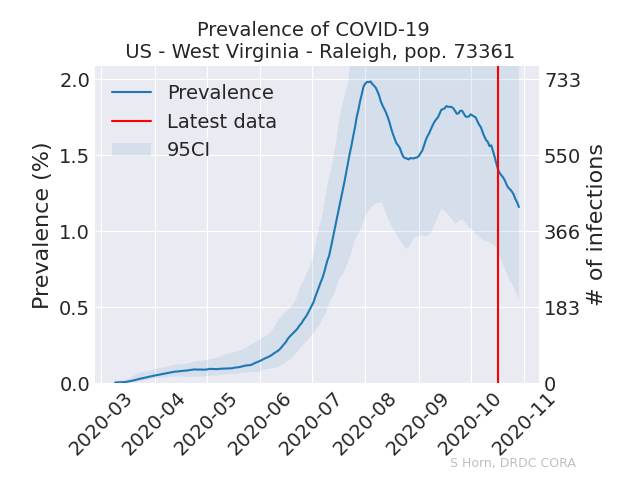 Prevalence of COVID-19
US - West Virginia - Raleigh, pop. 73361
Prevalence
Latest data
95CI
Prevalence (%)
2.0
1.5
1.0
0.5
0.0
733
550
366
183
0
# of infections
2020-03
2020-04
2020-05
2020-06
2020-07
2020-08
2020-09
2020-10
2020-11
S Horn, DRDC CORA